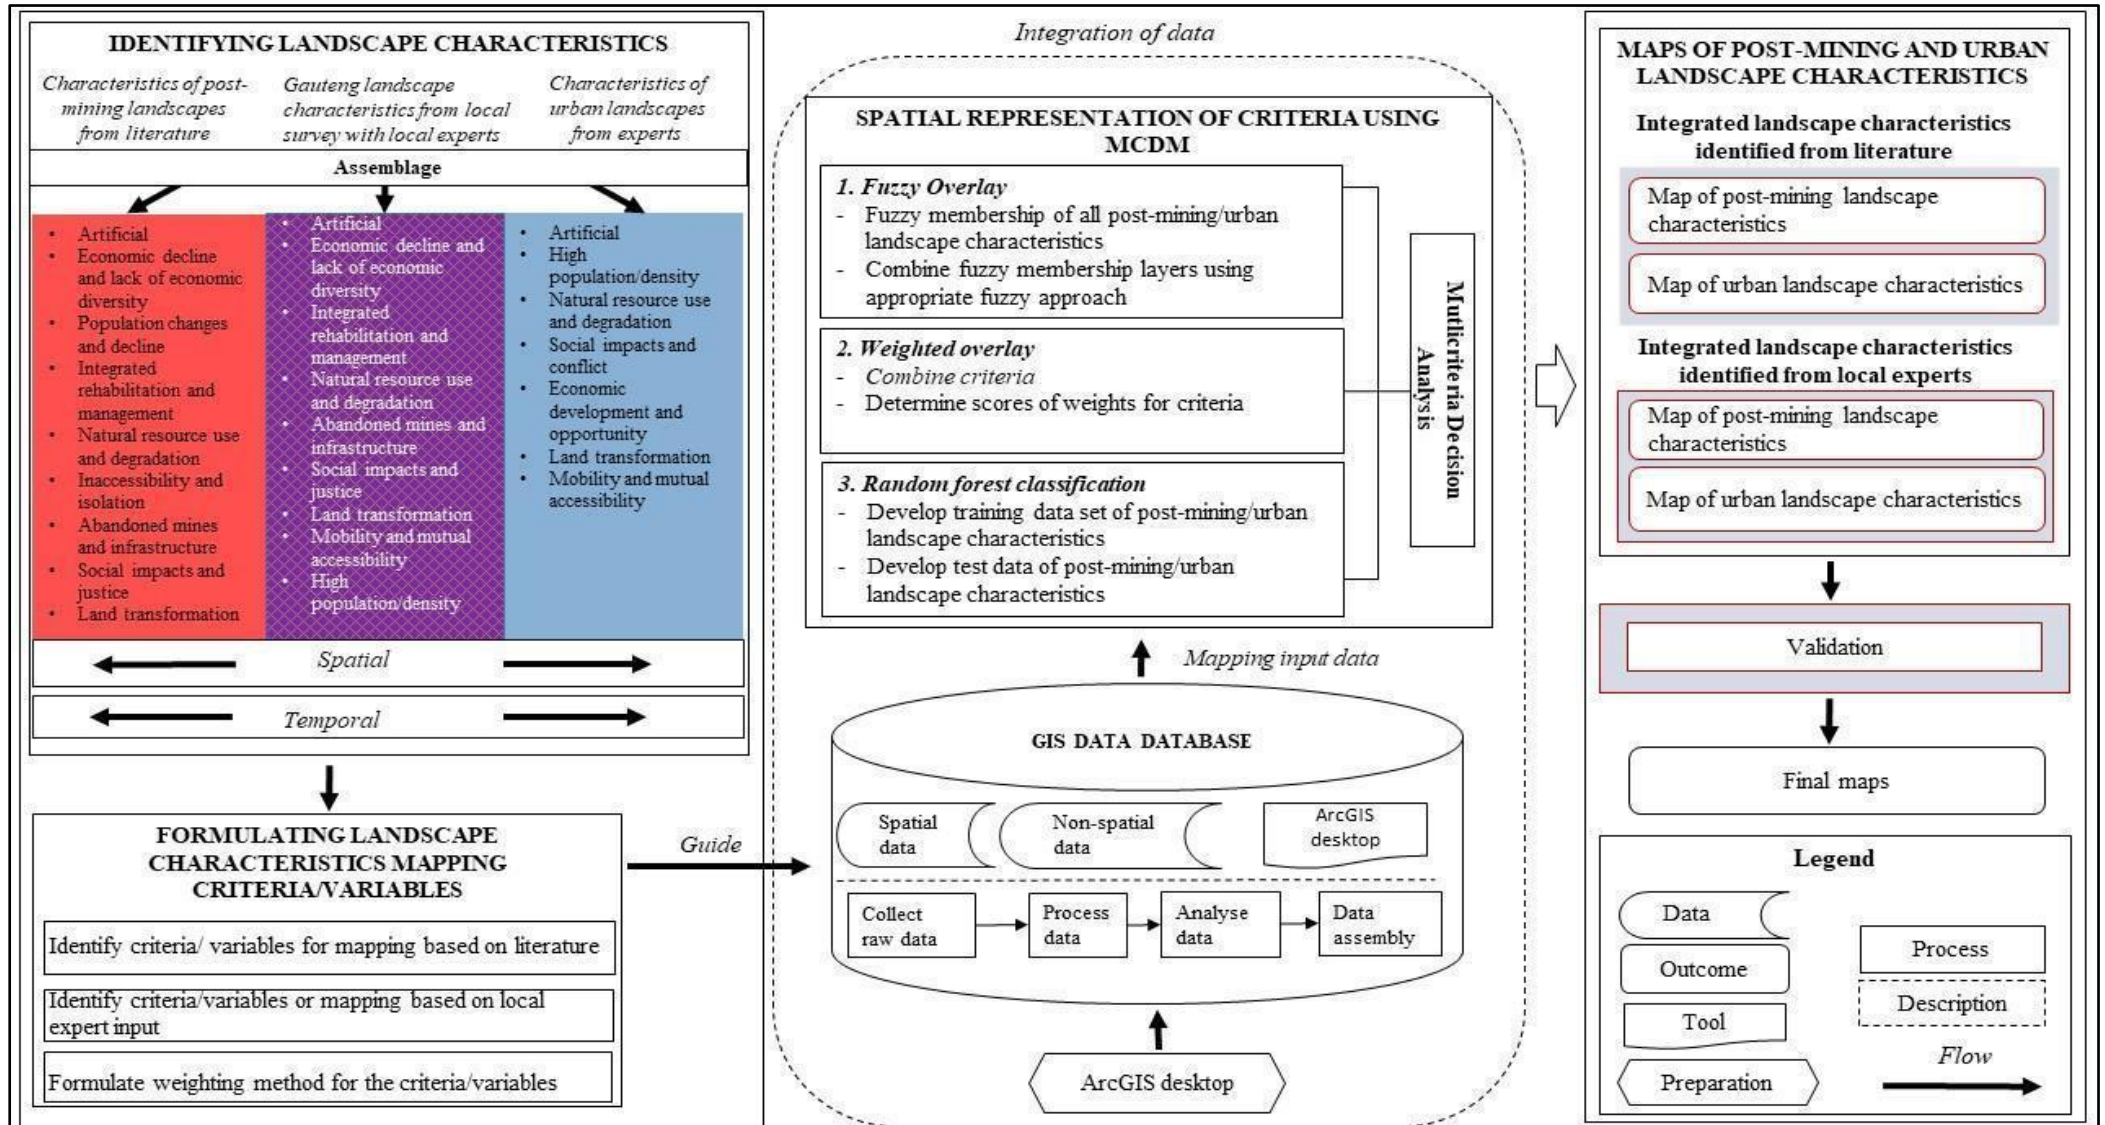 IDENTIFYING LANDSCAPE CHARACTERISTICS
Characteristics of post-
mining landscapes
from literature
Gauteng landscape
characteristics from local
survey with local experts
Characteristics of
urban landscapes
from experts
Assemblage
• Artificial
• Economic decline
and lack of economic
diversity
• Population changes
and decline
• Integrated
rehabilitation and
management
• Natural resource use
and degradation
• Inaccessibility and
isolation
• Abandoned mines
and infrastructure
• Social impacts and
justice
• Land transformation
• Artificial
• Economic decline and
lack of economic
diversity
• Integrated
rehabilitation and
management
• Natural resource use
and degradation
• Abandoned mines and
infrastructure
• Social impacts and
justice
• Land transformation
• Mobility and mutual
accessibility
• High
population/density
• Artificial
• High
population/density
• Natural resource use
and degradation
• Social impacts and
conflict
• Economic
development and
opportunity
• Land transformation
• Mobility and mutual
accessibility
Spatial
Temporal
FORMULATING LANDSCAPE
CHARACTERISTICS MAPPING
CRITERIA/VARIABLES
Identify criteria/ variables for mapping based on literature
Identify criteria/variables or mapping based on local
expert input
Formulate weighting method for the criteria/variables
Guide
Integration of data
SPATIAL REPRESENTATION OF CRITERIA USING
MCDM
1. Fuzzy Overlay
- Fuzzy membership of all post-mining/urban
landscape characteristics
- Combine fuzzy membership layers using
appropriate fuzzy approach
2. Weighted overlay
- Combine criteria
- Determine scores of weights for criteria
3. Random forest classification
- Develop training data set of post-mining/urban
landscape characteristics
- Develop test data of post-mining/urban
landscape characteristics
Mutlicriteria Decision
Analysis
Mapping input data
GIS DATA DATABASE
Spatial
data
Non-spatial
data
ArcGIS
desktop
Collect
raw data
Process
data
Analyse
data
Data
assembly
ArcGIS desktop
MAPS OF POST-MINING AND URBAN
LANDSCAPE CHARACTERISTICS
Integrated landscape characteristics
identified from literature
Map of post-mining landscape
characteristics
Map of urban landscape characteristics
Integrated landscape characteristics
identified from local experts
Map of post-mining landscape
characteristics
Map of urban landscape characteristics
Validation
Final maps
Legend
Data
Outcome
Tool
Preparation
Process
Description
Flow